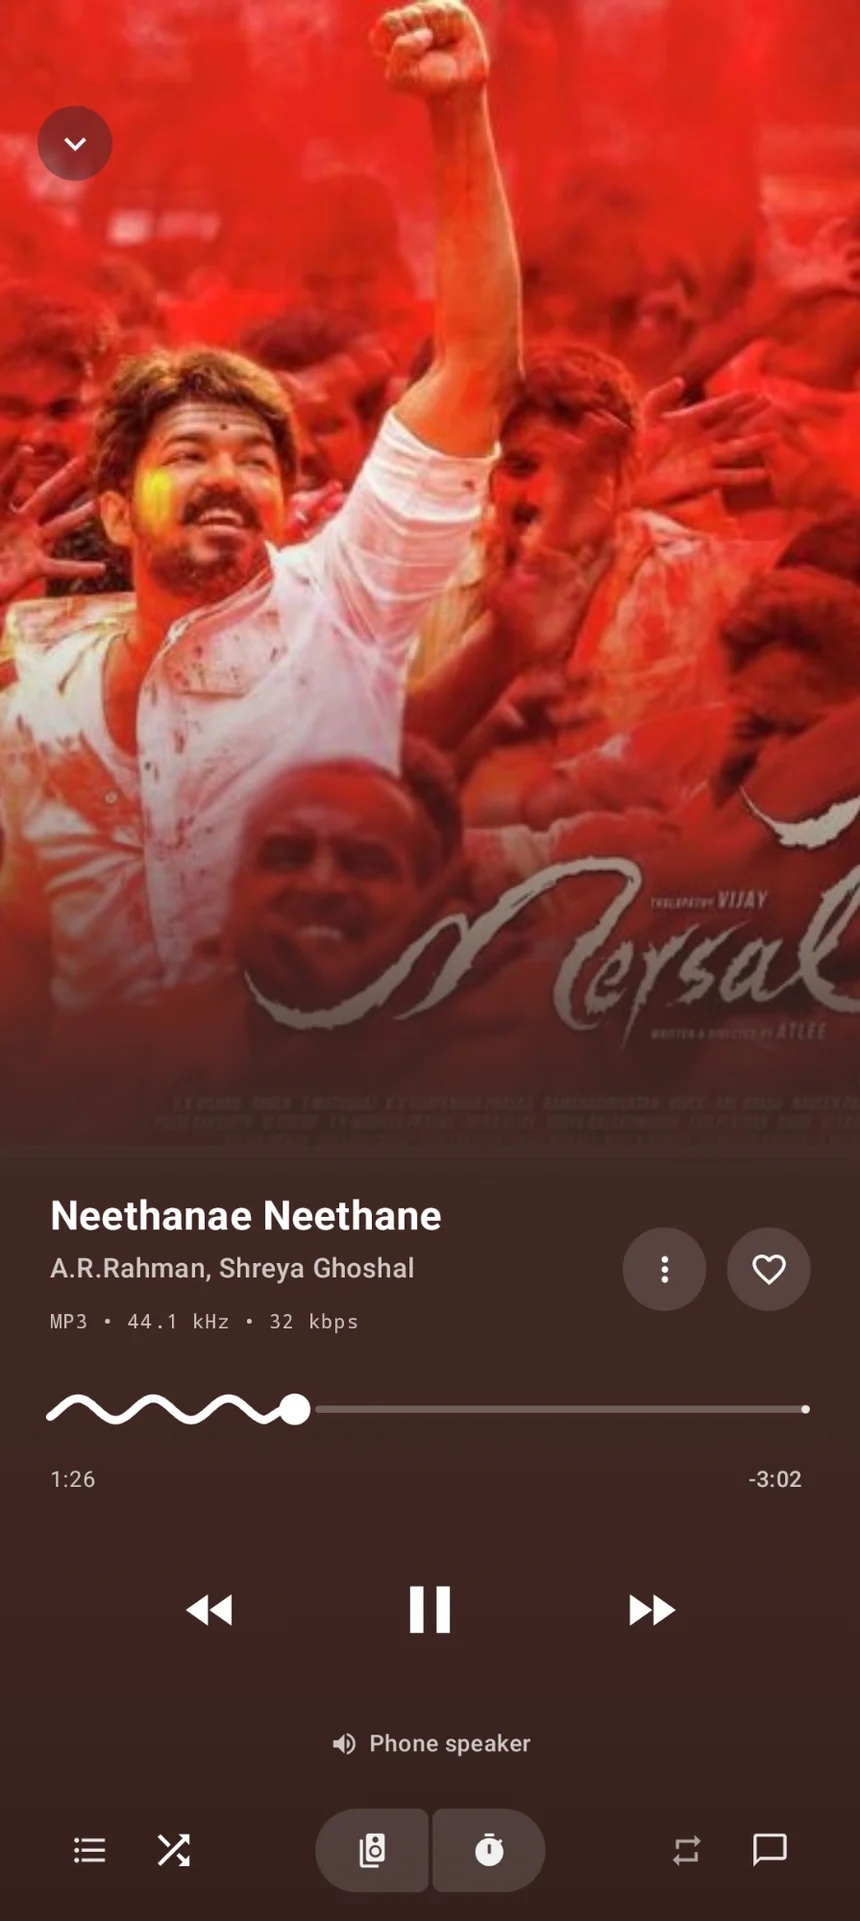 THALAPATHY VIJAY
Mersal
WRITTEN & DIRECTED BY ATLEE
Neethanae Neethane
A.R.Rahman, Shreya Ghoshal
MP3 • 44.1 kHz • 32 kbps
1:26
-3:02
Phone speaker